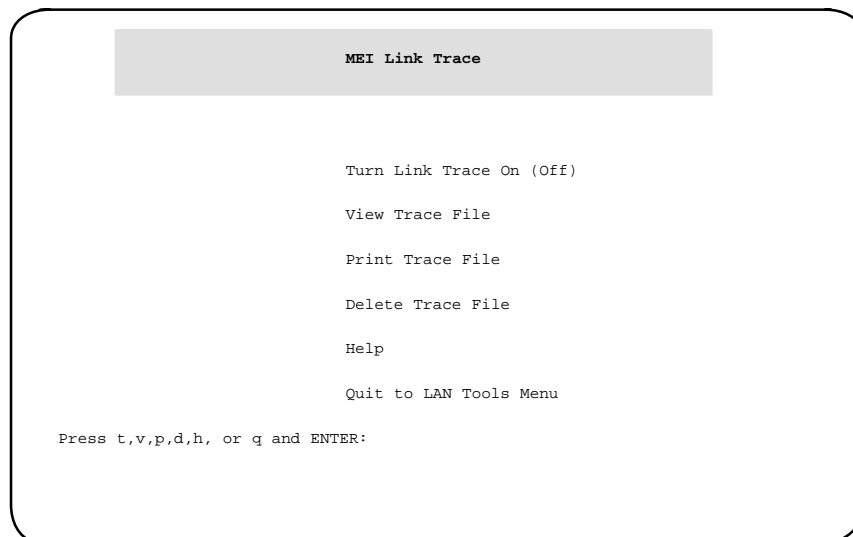 MEI Link Trace
Turn Link Trace On (Off)
View Trace File
Print Trace File
Delete Trace File
Help
Quit to LAN Tools Menu
Press t,v,p,d,h, or q and ENTER: